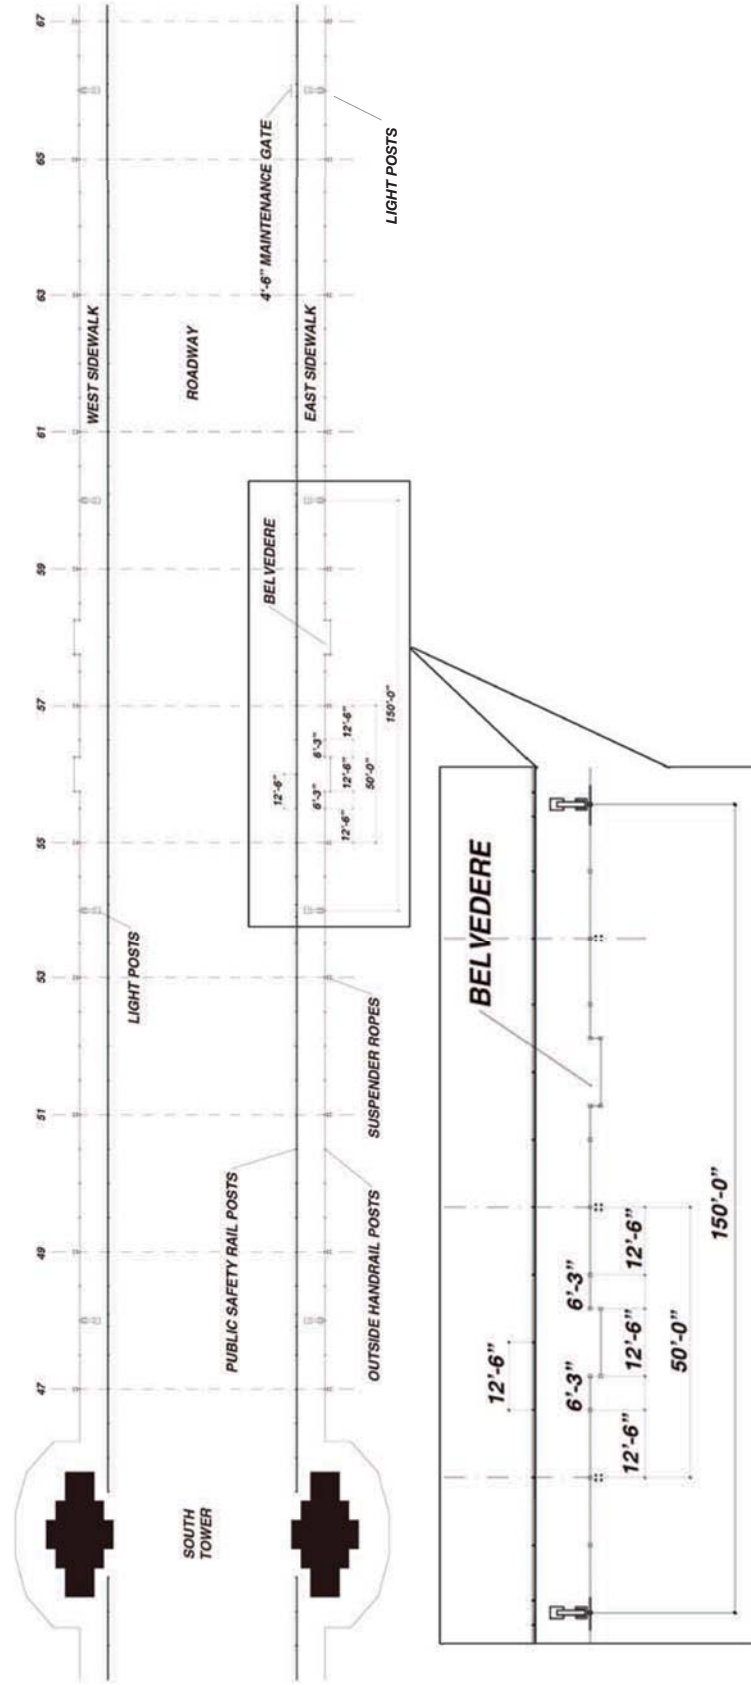 67
65
63
61
59
57
55
53
51
49
47
WEST SIDEWALK
ROADWAY
EAST SIDEWALK
4'-6" MAINTENANCE GATE
LIGHT POSTS
BELVEDERE
12'-6"
6'-3"
6'-3"
12'-6"
12'-6"
12'-6"
50'-0"
150'-0"
LIGHT POSTS
SUSPENDER ROPES
PUBLIC SAFETY RAIL POSTS
OUTSIDE HANDRAIL POSTS
SOUTH
TOWER
BELVEDERE
12'-6"
6'-3"
6'-3"
12'-6"
12'-6"
12'-6"
50'-0"
150'-0"